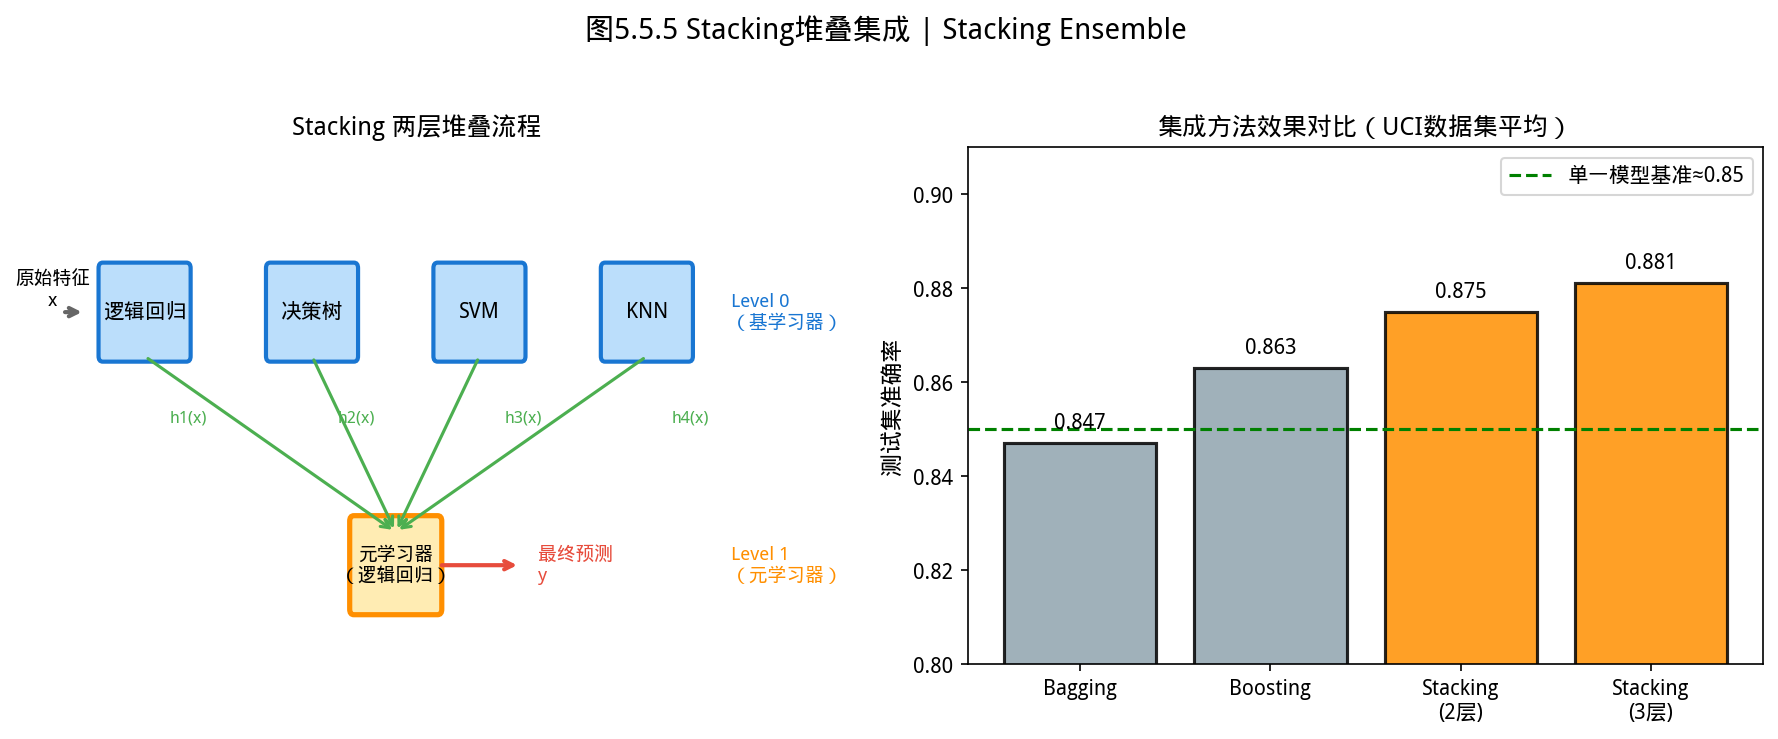 图5.5.5 Stacking堆叠集成 | Stacking Ensemble
Stacking 两层堆叠流程
原始特征
x
逻辑回归
决策树
SVM
KNN
Level 0
（基学习器）
h1(x)
h2(x)
h3(x)
h4(x)
元学习器
（逻辑回归）
最终预测
y
Level 1
（元学习器）
集成方法效果对比（UCI数据集平均）
单一模型基准≈0.85
测试集准确率
0.90
0.88
0.86
0.84
0.82
0.80
0.847
0.863
0.875
0.881
Bagging
Boosting
Stacking
(2层)
Stacking
(3层)